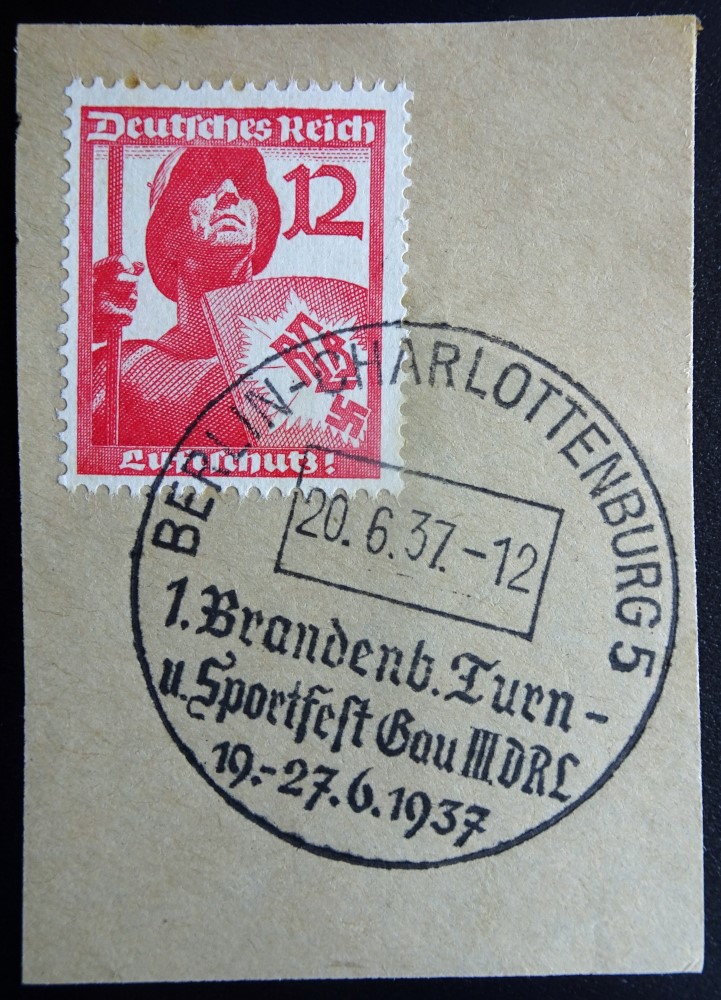 Deutsches Reich
12
RLB
Luftschutz!
BERLIN-CHARLOTTENBURG 5
20.6.37.-12
1. Brandenb. Turn-
u. Sportfest Gau III. DRL
19.-27.6.1937